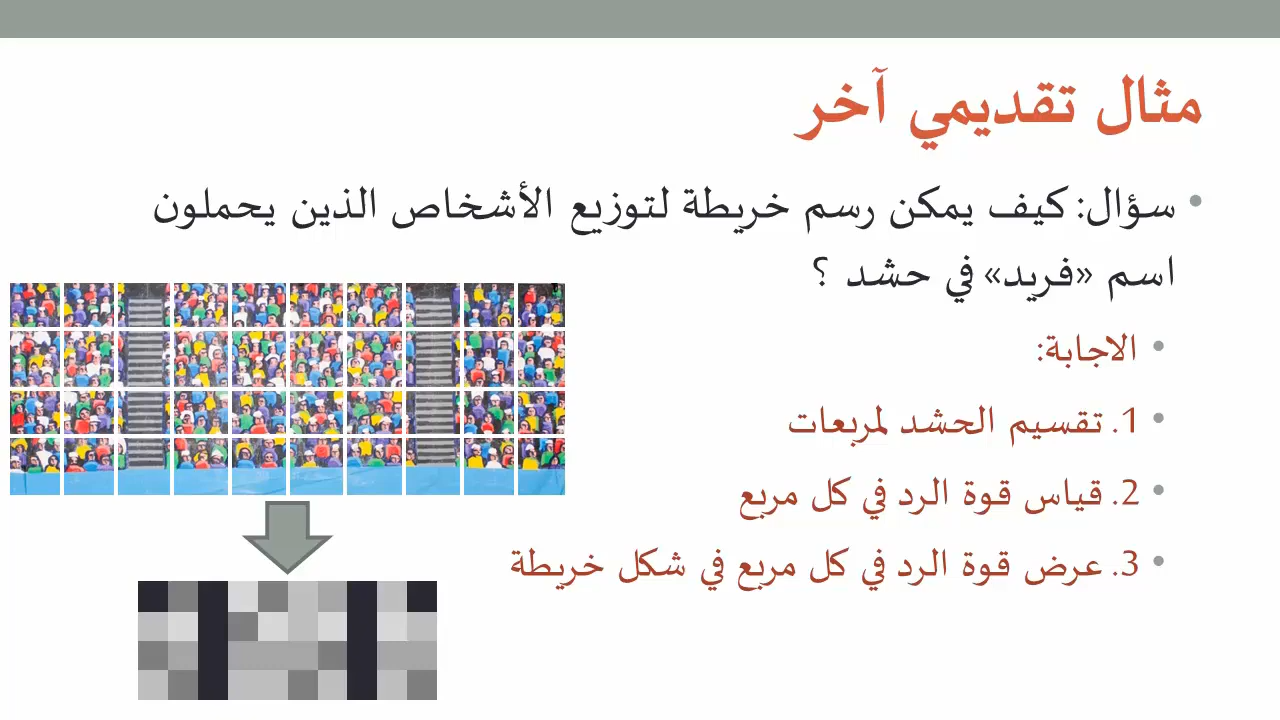 مثال تقديمي آخر
• سؤال: كيف يمكن رسم خريطة لتوزيع الأشخاص الذين يحملون
اسم «فريد» في حشد ؟
• الاجابة:
• 1. تقسيم الحشد لمربعات
• 2. قياس قوة الرد في كل مربع
• 3. عرض قوة الرد في كل مربع في شكل خريطة